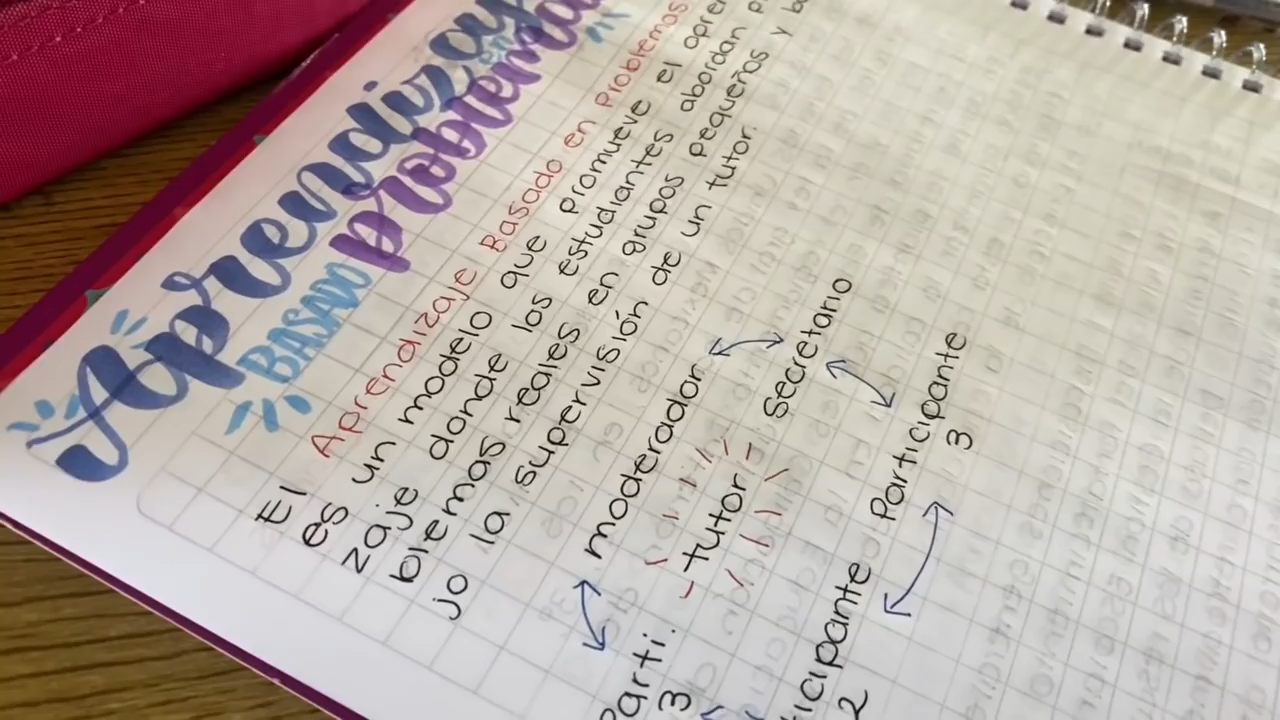 Aprendizaje
BASADO en
problemas
El Aprendizaje Basado en Problemas
es un modelo que promueve el apren
zaje donde los estudiantes abordan
blemas reales en grupos pequeños y
jo la supervisión de un tutor.
moderador
Secretario
tutor
Parti.
3
Participante
3
ticipante
2